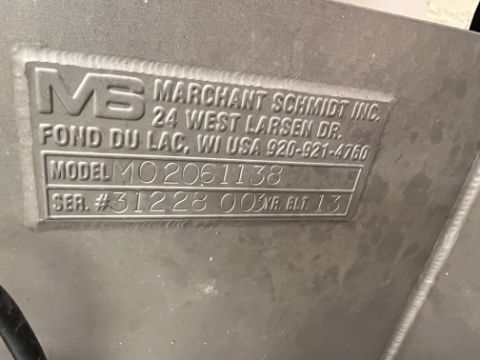 MS MARCHANT SCHMIDT INC.
24 WEST LARSEN DR.
FOND DU LAC, WI USA 920-921-4760
MODEL MO2061138
SER. #31228 003 YR. BLT. 13